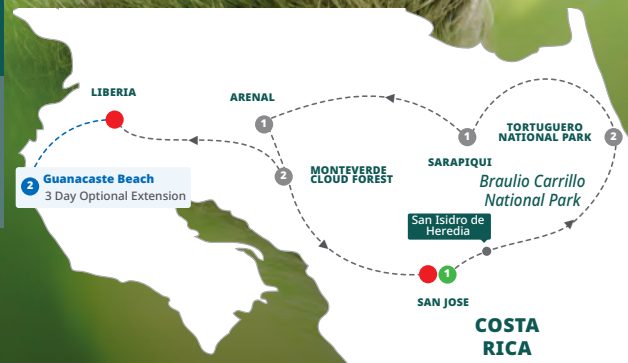 LIBERIA
ARENAL
1
TORTUGUERO
NATIONAL PARK
2
1
SARAPIQUI
MONTEVERDE
CLOUD FOREST
2
Braulio Carrillo
National Park
2
Guanacaste Beach
3 Day Optional Extension
San Isidro de
Heredia
1
SAN JOSE
COSTA
RICA